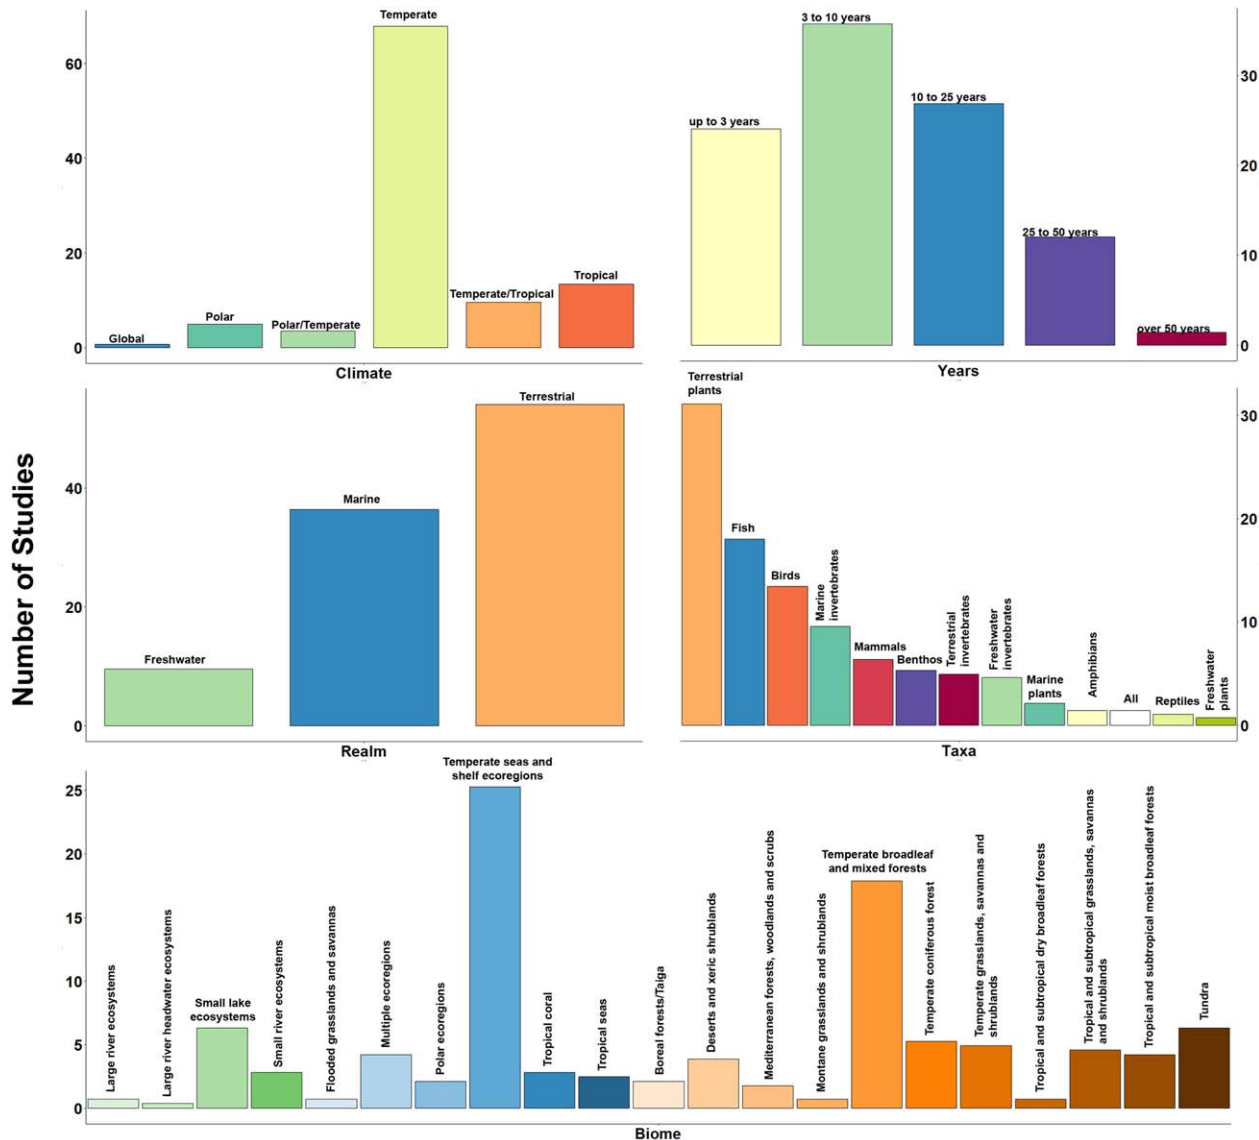 Number of Studies
60
40
20
0
Global
Polar
Polar/Temperate
Temperate
Temperate/Tropical
Tropical
Climate
up to 3 years
3 to 10 years
10 to 25 years
25 to 50 years
over 50 years
30
20
10
0
Years
40
20
0
Freshwater
Marine
Terrestrial
Realm
Terrestrial
plants
Fish
Birds
Marine
invertebrates
Mammals
Benthos
Terrestrial
invertebrates
Freshwater
invertebrates
Marine
plants
Amphibians
All
Reptiles
Freshwater
plants
30
20
10
0
Taxa
25
20
15
10
5
0
Large river ecosystems
Large river headwater ecosystems
Small lake
ecosystems
Small river ecosystems
Flooded grasslands and savannas
Multiple ecoregions
Polar ecoregions
Temperate seas and
shelf ecoregions
Tropical coral
Tropical seas
Boreal forests/Taiga
Deserts and xeric shrublands
Mediterranean forests, woodlands and scrubs
Montane grasslands and shrublands
Temperate broadleaf
and mixed forests
Temperate coniferous forest
Temperate grasslands, savannas and
shrublands
Tropical and subtropical dry broadleaf forests
Tropical and subtropical grasslands, savannas
and shrublands
Tropical and subtropical moist broadleaf forests
Tundra
Biome